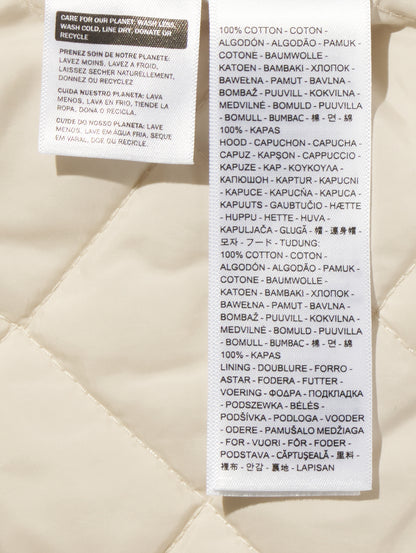 CARE FOR OUR PLANET: WASH LESS,
WASH COLD, LINE DRY, DONATE OR
RECYCLE
PRENEZ SOIN DE NOTRE PLANETE:
LAVEZ MOINS, LAVEZ A FROID,
LAISSEZ SECHER NATURELLEMENT,
DONNEZ OU RECYCLEZ
CUIDA NUESTRO PLANETA: LAVA
MENOS, LAVA EN FRIO, TIENDE LA
ROPA, DONA O RECICLA.
CUIDE DO NOSSO PLANETA: LAVE
MENOS, LAVE EM ÁGUA FRIA, SEQUE
EM VARAL, DOE OU RECICLE.
100% COTTON - COTON -
ALGODÓN - ALGODÃO - PAMUK -
COTONE - BAUMWOLLE -
KATOEN - BAMBAKI - ХЛОПОК -
BAWEŁNA - PAMUT - BAVLNA -
BOMBAŽ - PUUVILL - KOKVILNA -
MEDVILNĖ - BOMULD - PUUVILLA
- BOMULL - BUMBAC - 棉 - 면 - 綿
100% - KAPAS
HOOD - CAPUCHON - CAPUCHA -
CAPUZ - KAPŞON - CAPPUCCIO -
KAPUZE - KAP - ΚΟΥΚΟΥΛΑ -
КАПЮШОН - KAPTUR - KAPUCNI
- KAPUCE - KAPUCŇA - KAPUCA
- KAPUUTS - GAUBTUČIO - HÆTTE
- HUPPU - HETTE - HUVA -
KAPULJAČA - GLUGĂ - 帽 - 連身帽 -
모자 - フード - TUDUNG:
100% COTTON - COTON -
ALGODÓN - ALGODÃO - PAMUK -
COTONE - BAUMWOLLE -
KATOEN - BAMBAKI - ХЛОПОК -
BAWEŁNA - PAMUT - BAVLNA -
BOMBAŽ - PUUVILL - KOKVILNA -
MEDVILNĖ - BOMULD - PUUVILLA
- BOMULL - BUMBAC - 棉 - 면 - 綿
100% - KAPAS
LINING - DOUBLURE - FORRO -
ASTAR - FODERA - FUTTER -
VOERING - ΦΟΔΡΑ - ПОДКЛАДКА
- PODSZEWKA - BÉLÉS -
PODŠÍVKA - PODLOGA - VOODER
- ODERE - PAMUŠALO MEDŽIAGA
- FOR - VUORI - FÔR - FODER -
PODSTAVA - CĂPTUŞEALĂ - 里料 -
裡布 - 안감 - 裏地 - LAPISAN